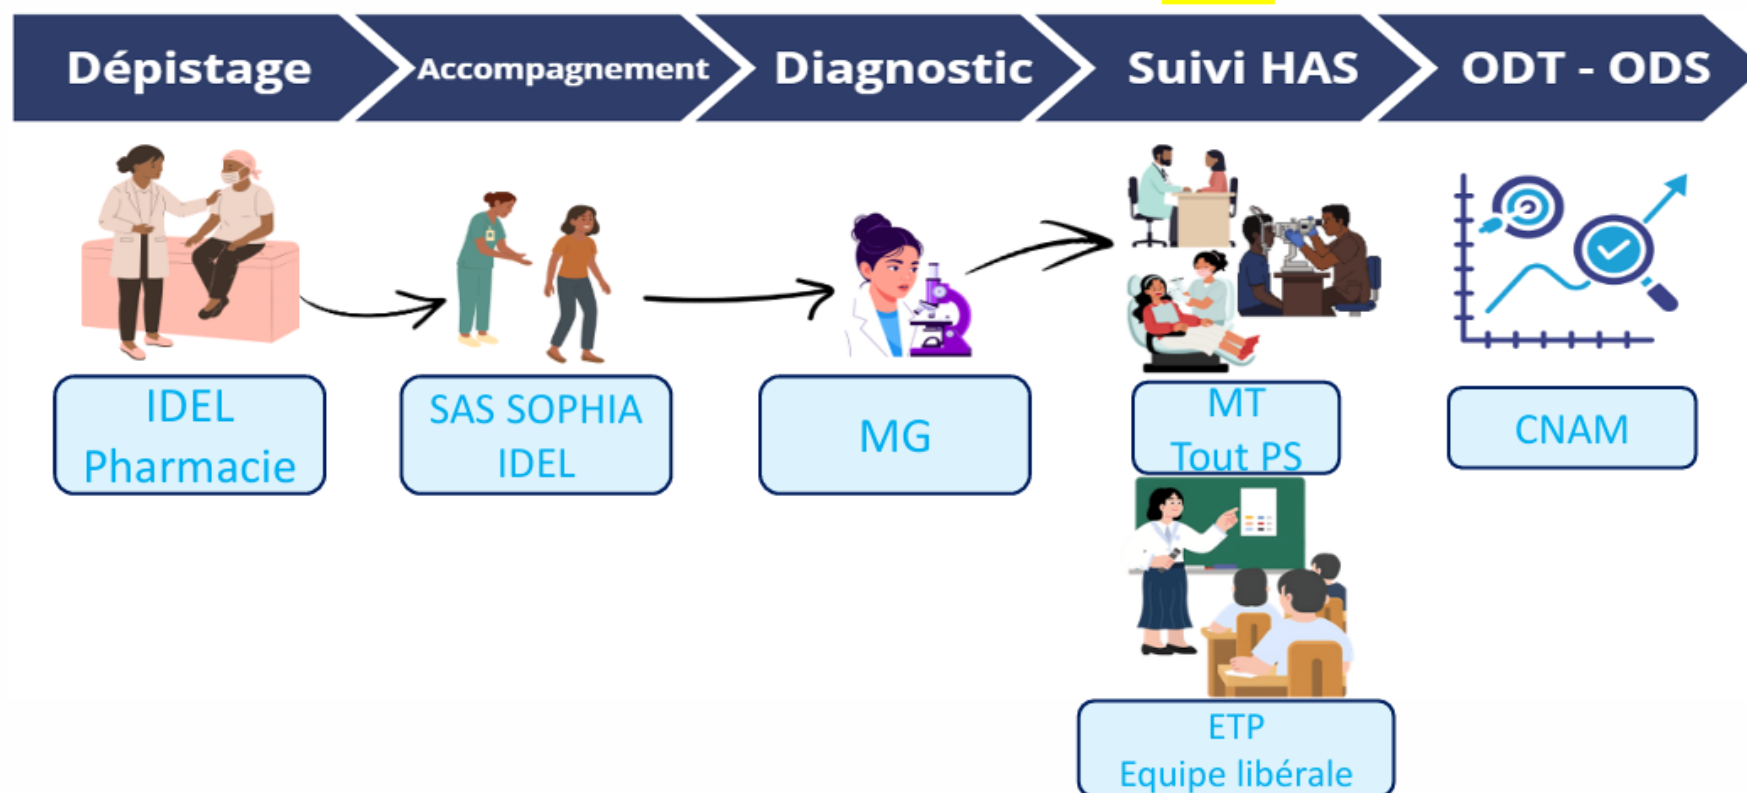 Dépistage
Accompagnement
Diagnostic
Suivi HAS
ODT - ODS
IDEL
Pharmacie
SAS SOPHIA
IDEL
MG
MT
Tout PS
CNAM
ETP
Equipe libérale